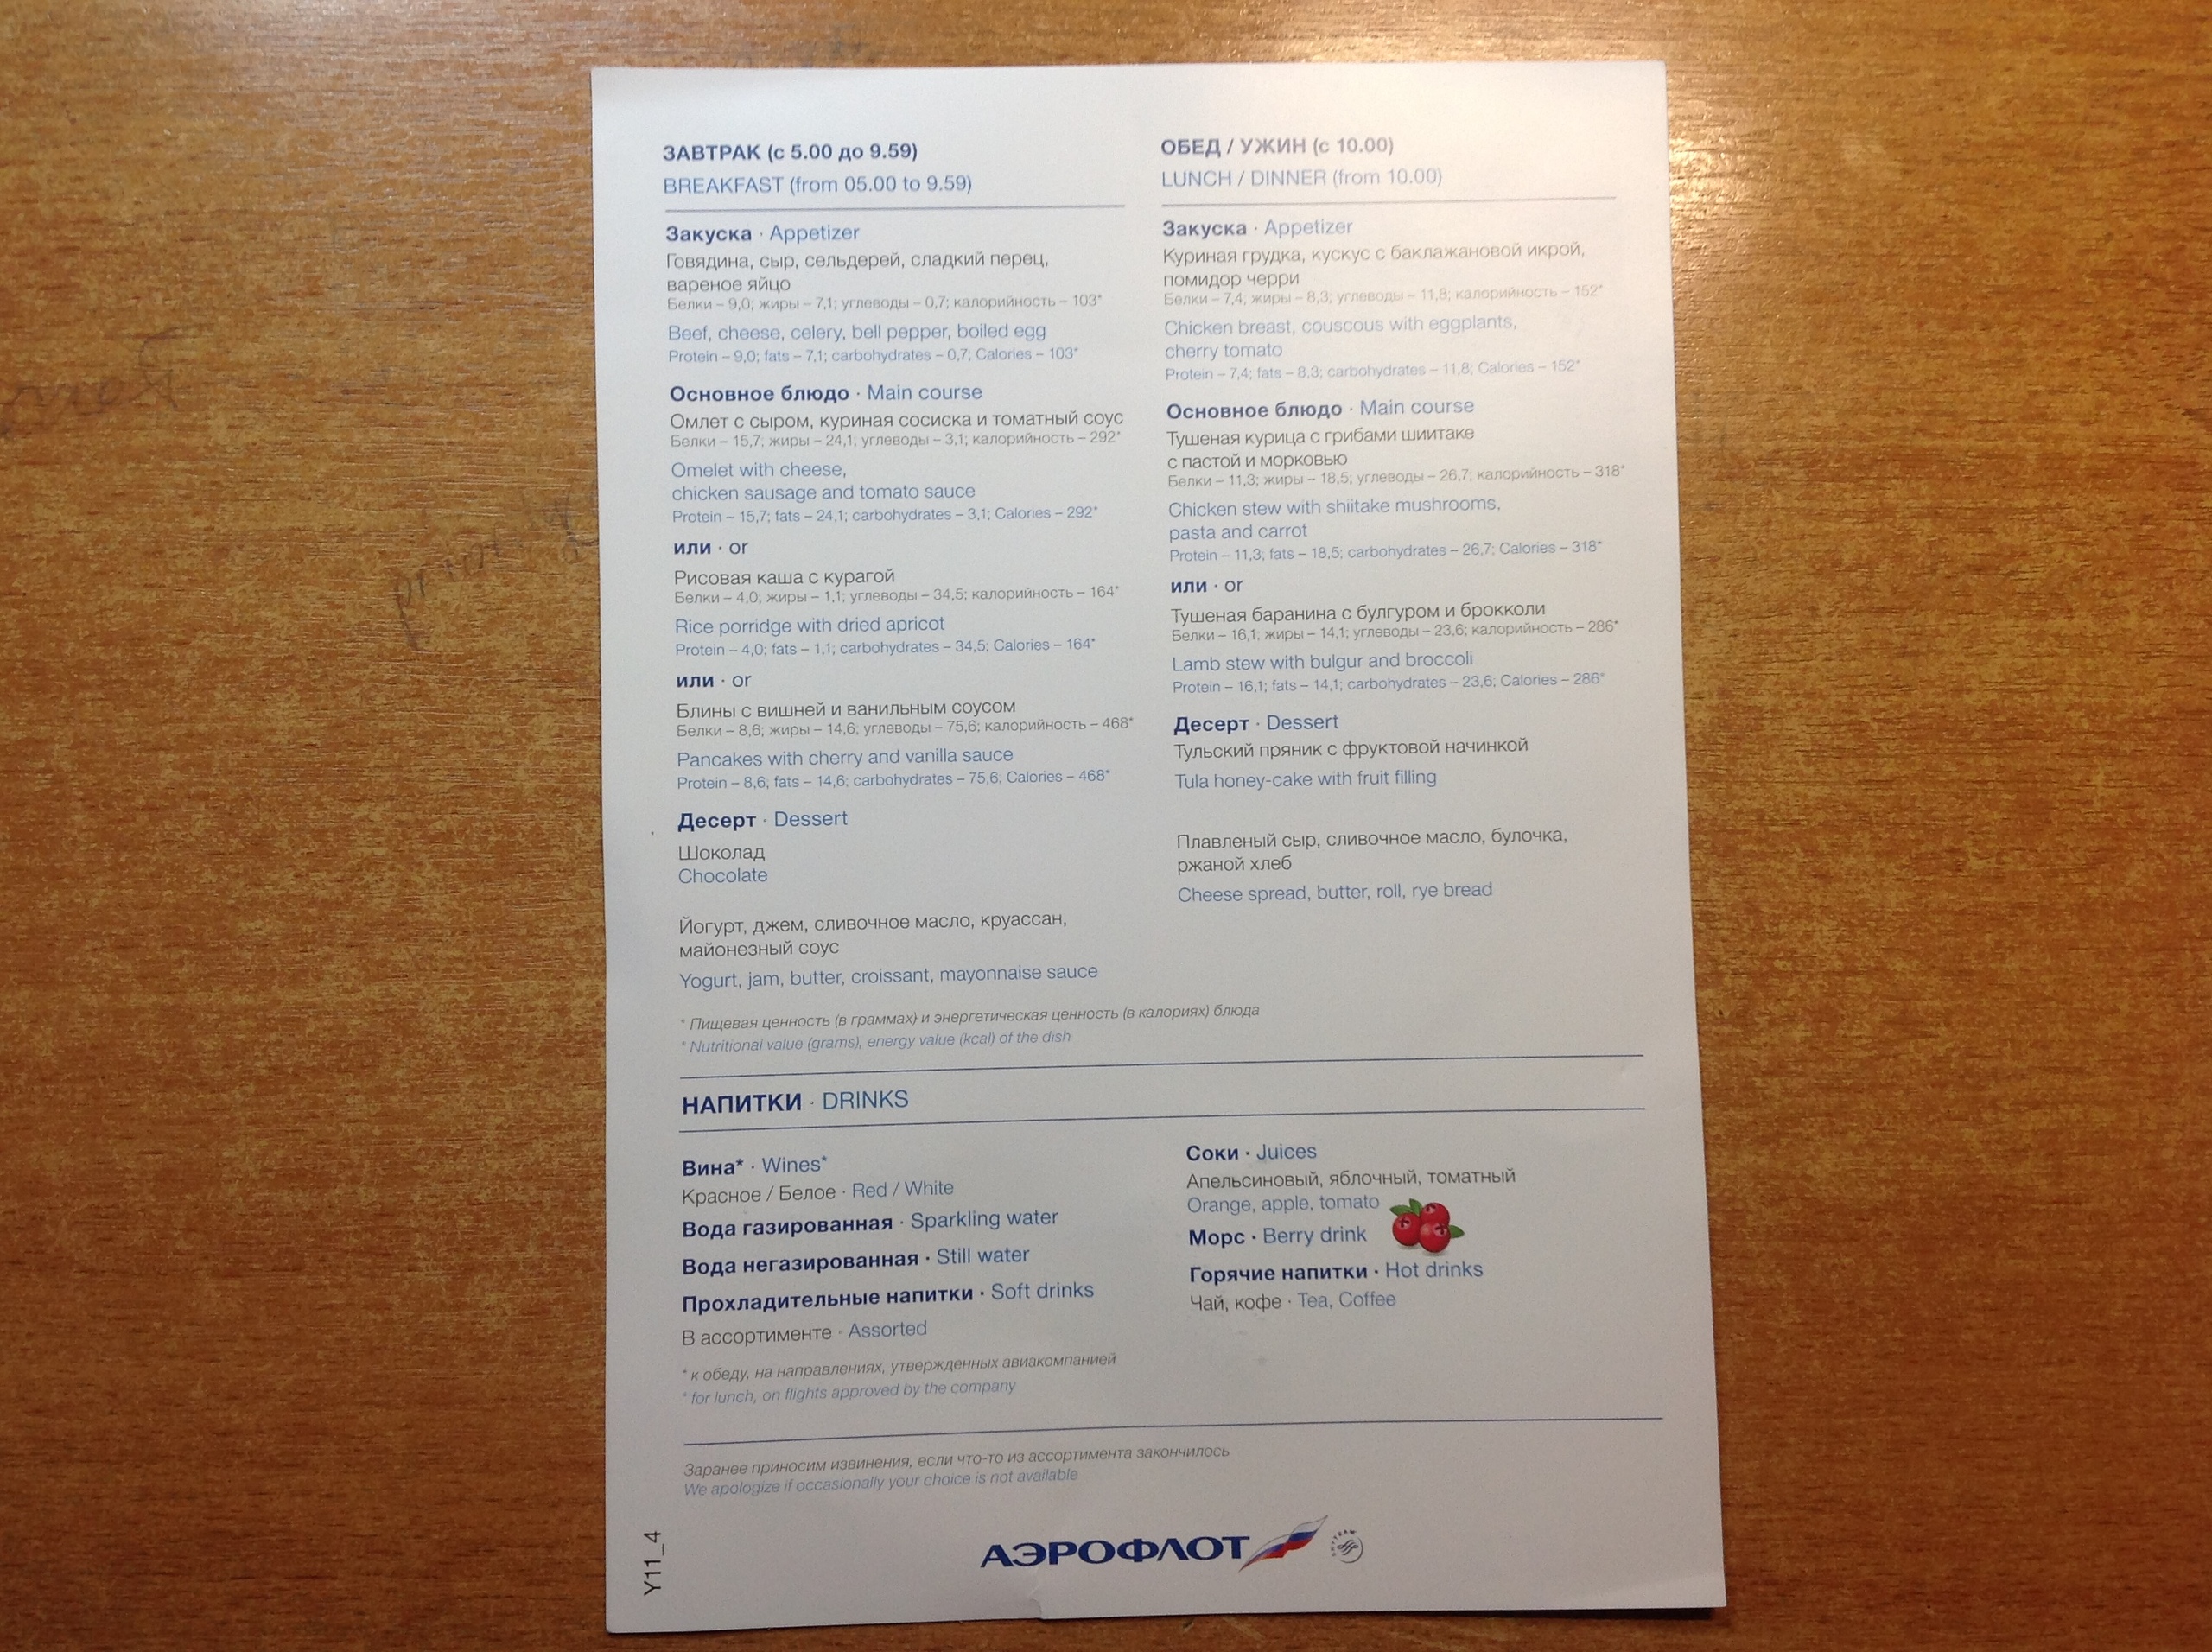 ЗАВТРАК (с 5.00 до 9.59)
BREAKFAST (from 05.00 to 9.59)
Закуска · Appetizer
Говядина, сыр, сельдерей, сладкий перец,
вареное яйцо
Белки – 9,0; жиры – 7,1; углеводы – 0,7; калорийность – 103*
Beef, cheese, celery, bell pepper, boiled egg
Protein – 9,0; fats – 7,1; carbohydrates – 0,7; Calories – 103*
Основное блюдо · Main course
Омлет с сыром, куриная сосиска и томатный соус
Белки – 15,7; жиры – 24,1; углеводы – 3,1; калорийность – 292*
Omelet with cheese,
chicken sausage and tomato sauce
Protein – 15,7; fats – 24,1; carbohydrates – 3,1; Calories – 292*
или · or
Рисовая каша с курагой
Белки – 4,0; жиры – 1,1; углеводы – 34,5; калорийность – 164*
Rice porridge with dried apricot
Protein – 4,0; fats – 1,1; carbohydrates – 34,5; Calories – 164*
или · or
Блины с вишней и ванильным соусом
Белки – 8,6; жиры – 14,6; углеводы – 75,6; калорийность – 468*
Pancakes with cherry and vanilla sauce
Protein – 8,6; fats – 14,6; carbohydrates – 75,6, Calories – 468*
Десерт · Dessert
Шоколад
Chocolate
Йогурт, джем, сливочное масло, круассан,
майонезный соус
Yogurt, jam, butter, croissant, mayonnaise sauce
ОБЕД / УЖИН (с 10.00)
LUNCH / DINNER (from 10.00)
Закуска · Appetizer
Куриная грудка, кускус с баклажановой икрой,
помидор черри
Белки – 7,4; жиры – 8,3; углеводы – 11,8; калорийность – 152*
Chicken breast, couscous with eggplants,
cherry tomato
Protein – 7,4; fats – 8,3; carbohydrates – 11,8; Calories – 152*
Основное блюдо · Main course
Тушеная курица с грибами шиитаке
с пастой и морковью
Белки – 11,3; жиры – 18,5; углеводы – 26,7; калорийность – 318*
Chicken stew with shiitake mushrooms,
pasta and carrot
Protein – 11,3; fats – 18,5; carbohydrates – 26,7; Calories – 318*
или · or
Тушеная баранина с булгуром и брокколи
Белки – 16,1; жиры – 14,1; углеводы – 23,6; калорийность – 286*
Lamb stew with bulgur and broccoli
Protein – 16,1; fats – 14,1; carbohydrates – 23,6; Calories – 286*
Десерт · Dessert
Тульский пряник с фруктовой начинкой
Tula honey-cake with fruit filling
Плавленый сыр, сливочное масло, булочка,
ржаной хлеб
Cheese spread, butter, roll, rye bread
* Пищевая ценность (в граммах) и энергетическая ценность (в калориях) блюда
* Nutritional value (grams), energy value (kcal) of the dish
НАПИТКИ · DRINKS
Вина* · Wines*
Красное / Белое · Red / White
Вода газированная · Sparkling water
Вода негазированная · Still water
Прохладительные напитки · Soft drinks
В ассортименте · Assorted
* к обеду, на направлениях, утвержденных авиакомпанией
* for lunch, on flights approved by the company
Соки · Juices
Апельсиновый, яблочный, томатный
Orange, apple, tomato
Морс · Berry drink
Горячие напитки · Hot drinks
Чай, кофе · Tea, Coffee
Заранее приносим извинения, если что-то из ассортимента закончилось
We apologize if occasionally your choice is not available
Y11_4
АЭРОФЛОТ
SKYTEAM